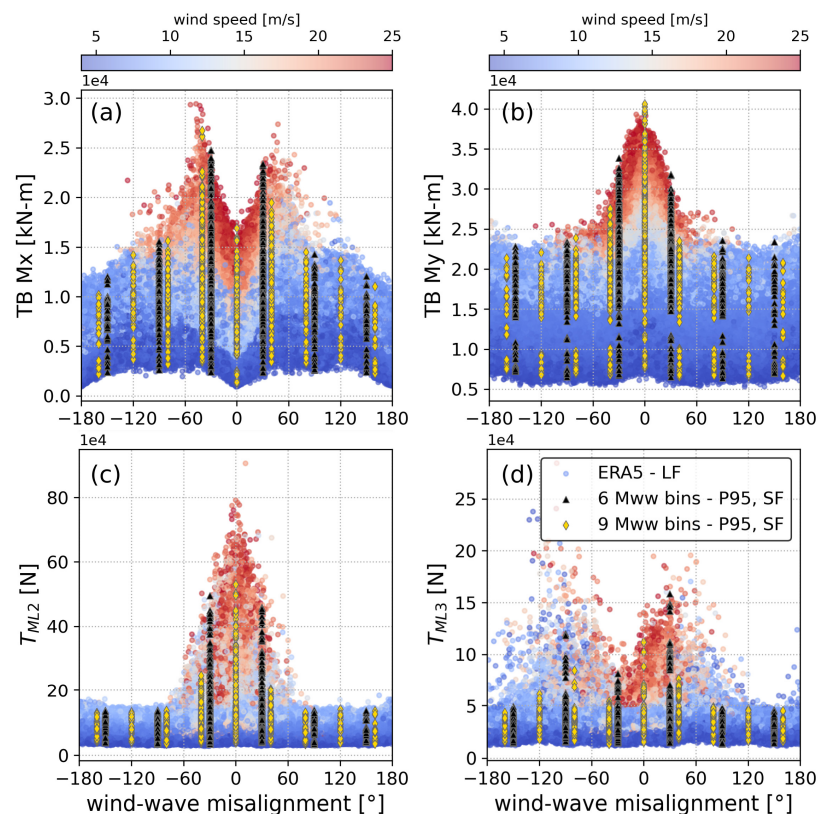 wind speed [m/s]
5 10 15 20 25
wind speed [m/s]
5 10 15 20 25
1e4
(a)
TB Mx [kN-m]
3.0
2.5
2.0
1.5
1.0
0.5
0.0
−180 −120 −60 0 60 120 180
1e4
(b)
TB My [kN-m]
4.0
3.5
3.0
2.5
2.0
1.5
1.0
0.5
−180 −120 −60 0 60 120 180
1e4
(c)
T_ML2 [N]
80
60
40
20
0
−180 −120 −60 0 60 120 180
wind-wave misalignment [°]
1e4
(d)
ERA5 - LF
6 Mww bins - P95, SF
9 Mww bins - P95, SF
T_ML3 [N]
25
20
15
10
5
0
−180 −120 −60 0 60 120 180
wind-wave misalignment [°]